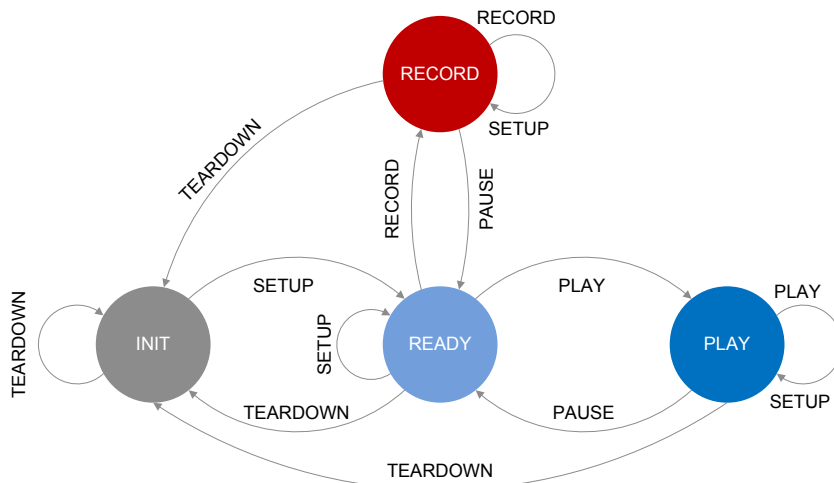 RECORD
RECORD
SETUP
TEARDOWN
RECORD
PAUSE
SETUP
PLAY
TEARDOWN
INIT
SETUP
READY
PLAY
PLAY
SETUP
TEARDOWN
PAUSE
TEARDOWN